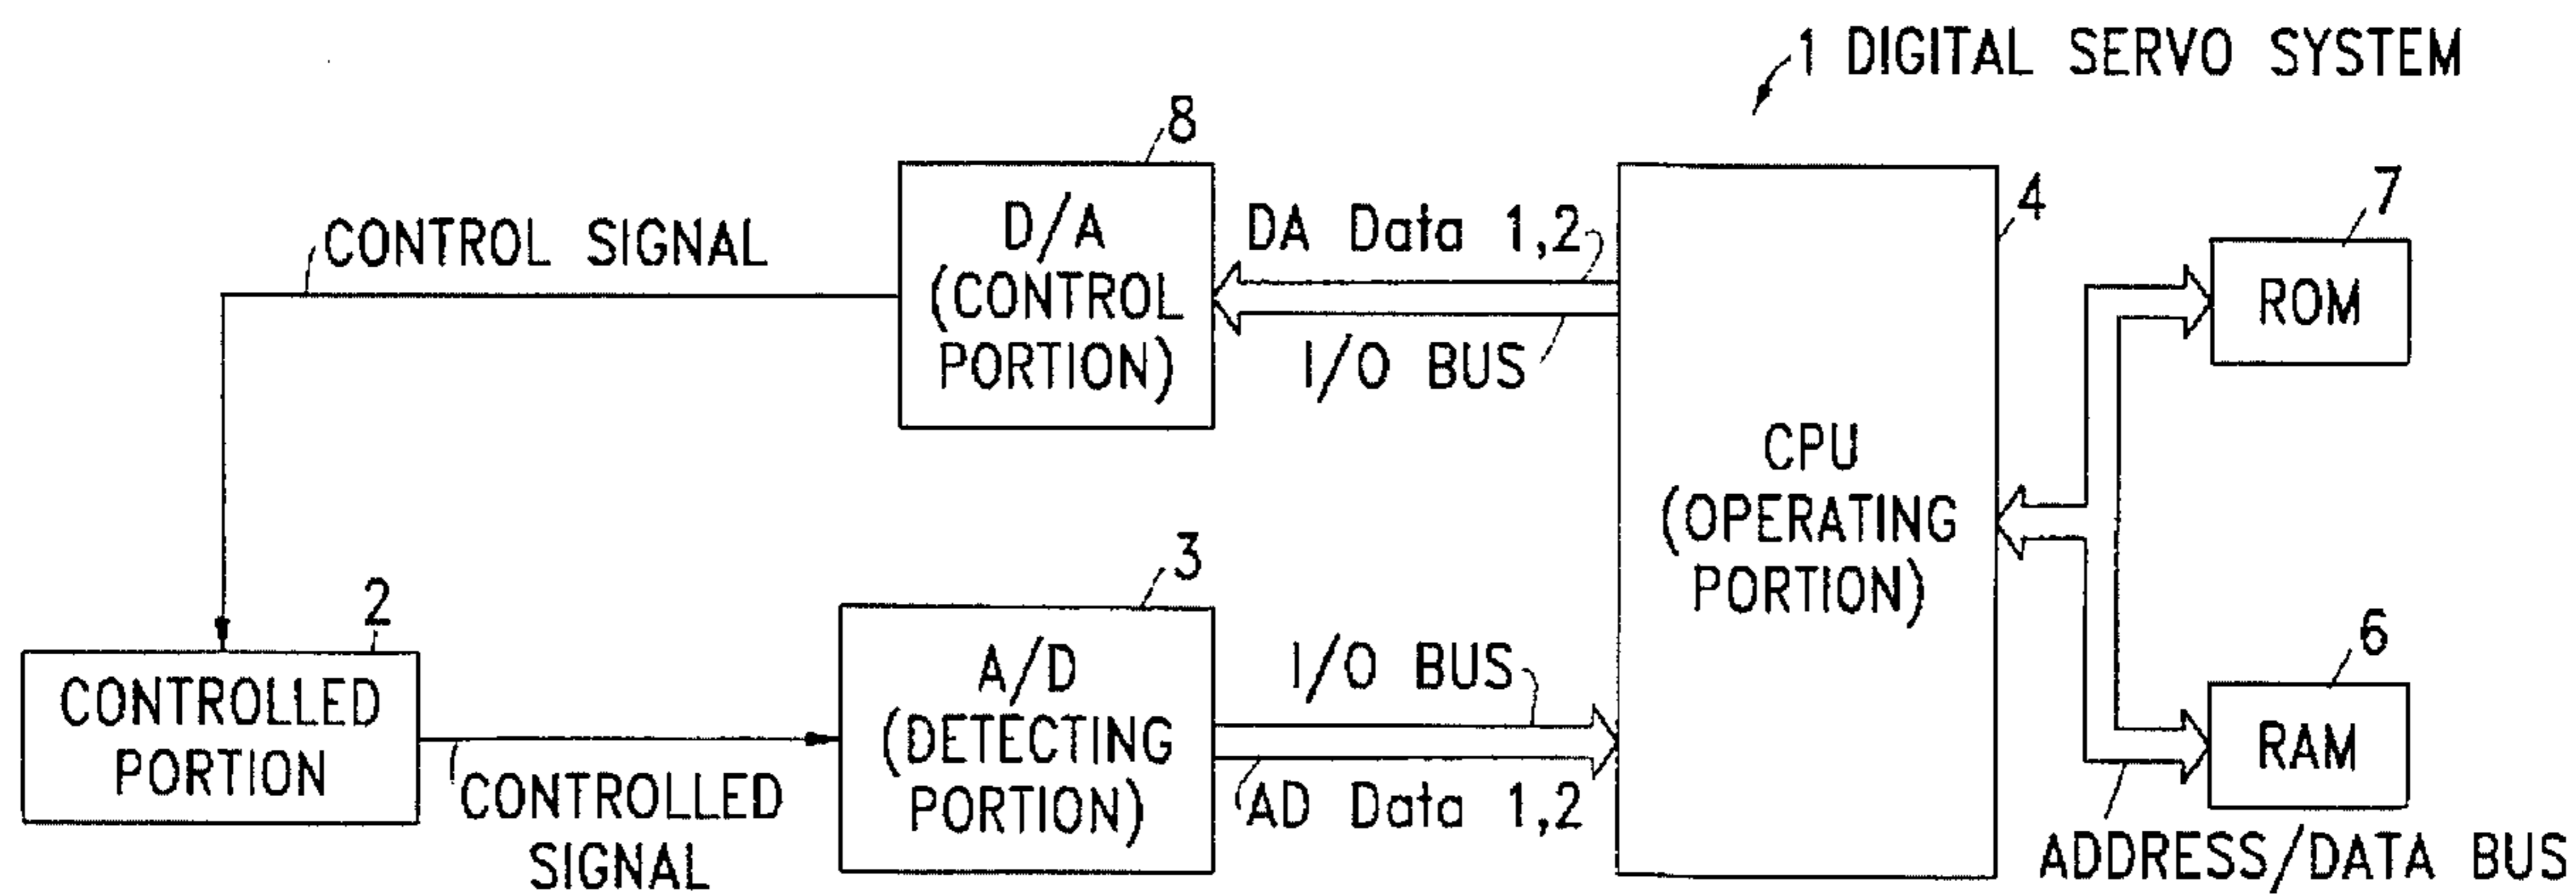 1 DIGITAL SERVO SYSTEM
8
D/A
(CONTROL
PORTION)
CONTROL SIGNAL
DA Data 1,2
I/O BUS
4
CPU
(OPERATING
PORTION)
7
ROM
2
CONTROLLED
PORTION
CONTROLLED
SIGNAL
3
A/D
(DETECTING
PORTION)
I/O BUS
AD Data 1,2
6
RAM
ADDRESS/DATA BUS